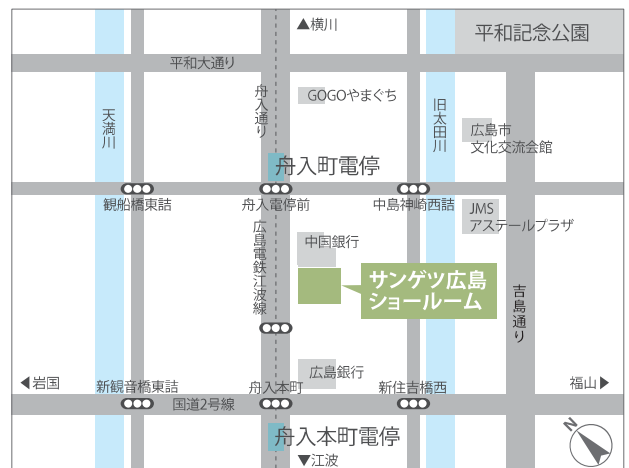 ▲横川
平和記念公園
平和大通り
GOGOやまぐち
舟入通り
天満川
旧太田川
広島市
文化交流会館
舟入町電停
観船橋東詰
舟入電停前
中島神崎西詰
JMS
アステールプラザ
広島電鉄江波線
中国銀行
サンゲツ広島
ショールーム
吉島通り
広島銀行
◀岩国
新観音橋東詰
舟入本町
新住吉橋西
福山▶
国道2号線
舟入本町電停
▼江波
N